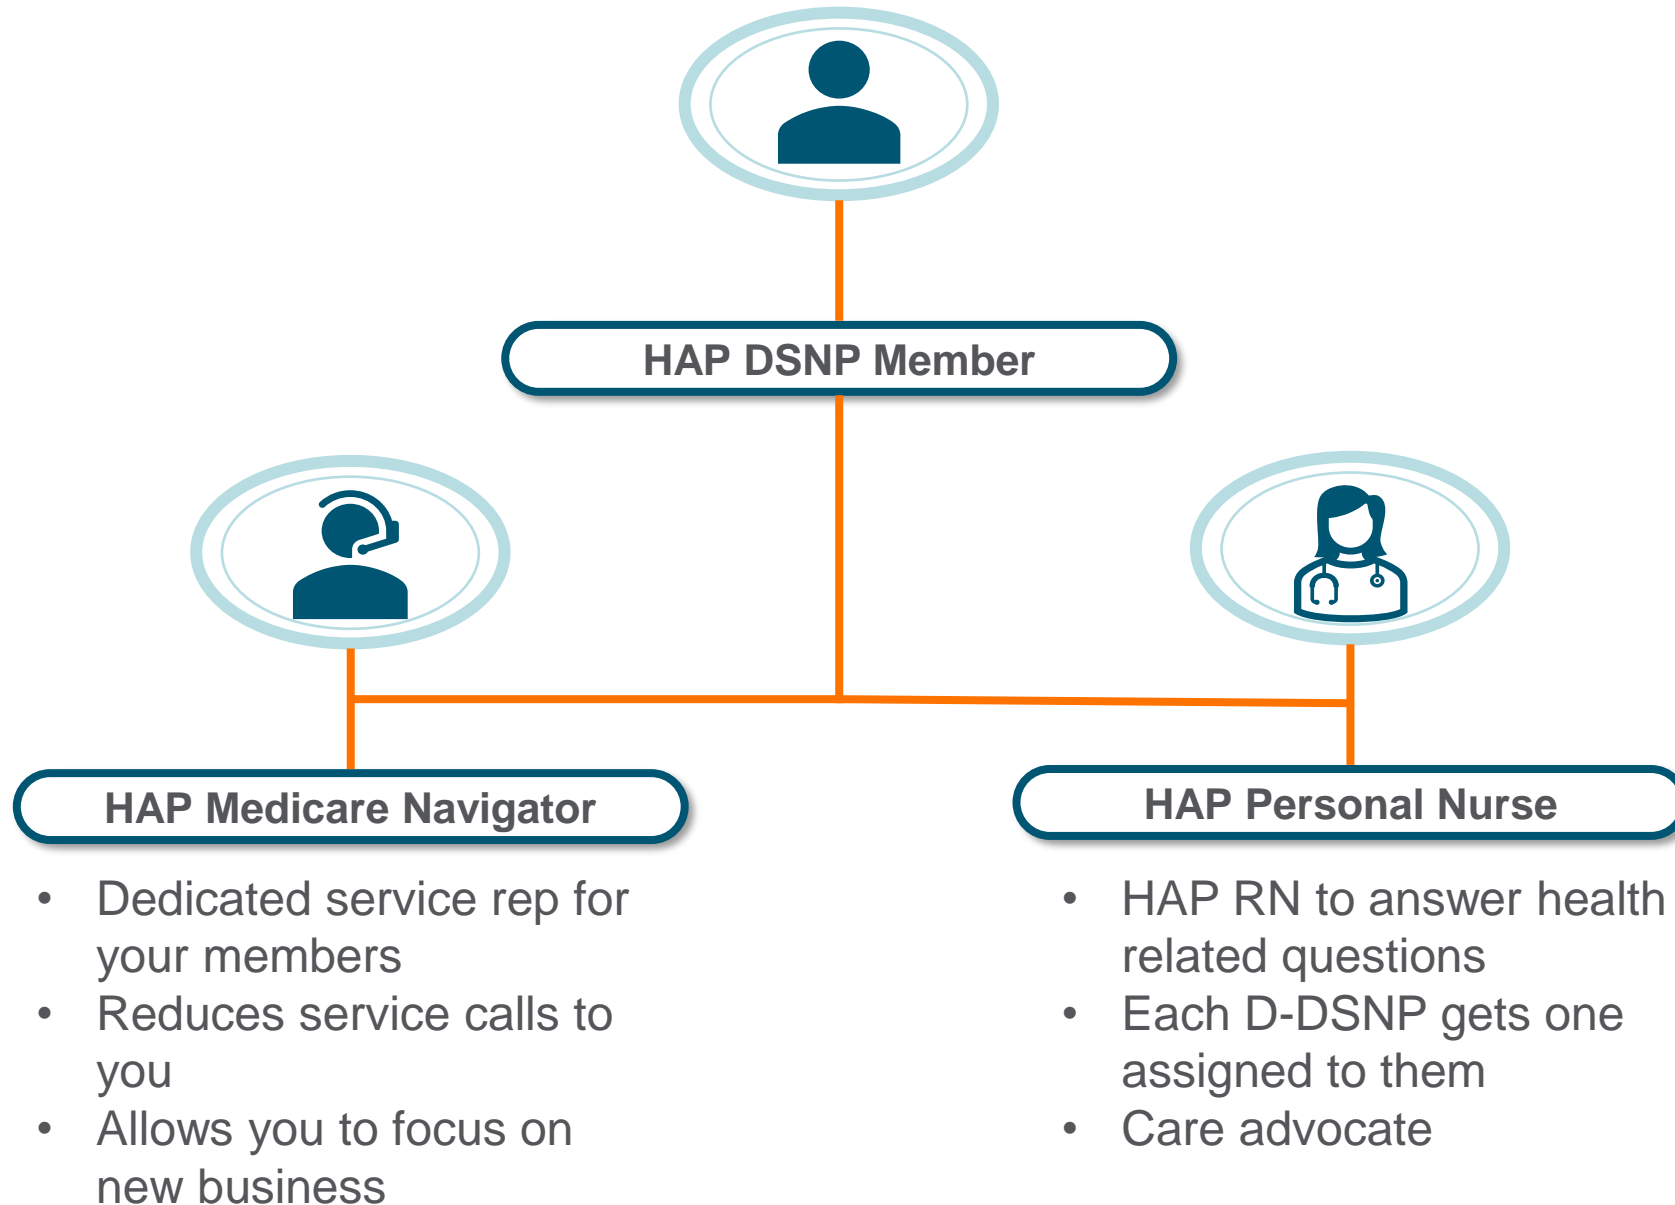 HAP DSNP Member
HAP Medicare Navigator
• Dedicated service rep for
your members
• Reduces service calls to
you
• Allows you to focus on
new business
HAP Personal Nurse
• HAP RN to answer health
related questions
• Each D-DSNP gets one
assigned to them
• Care advocate